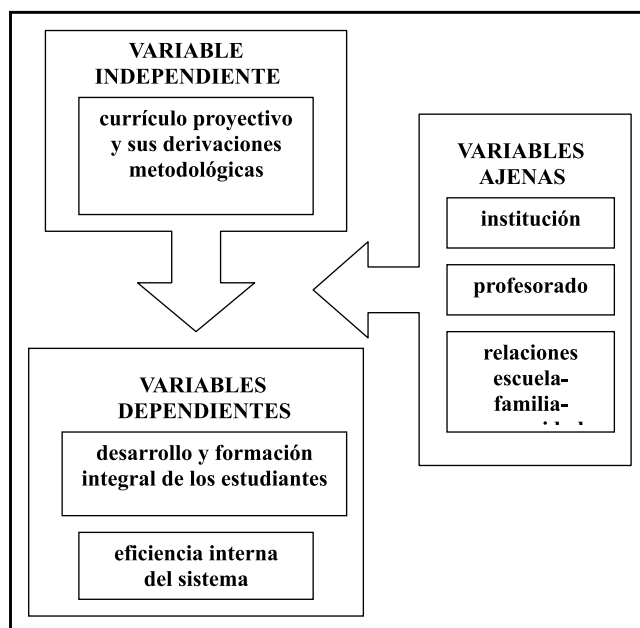 VARIABLE
INDEPENDIENTE
currículo proyectivo
y sus derivaciones
metodológicas
VARIABLES
AJENAS
institución
profesorado
relaciones
escuela-
familia-
VARIABLES
DEPENDIENTES
desarrollo y formación
integral de los estudiantes
eficiencia interna
del sistema